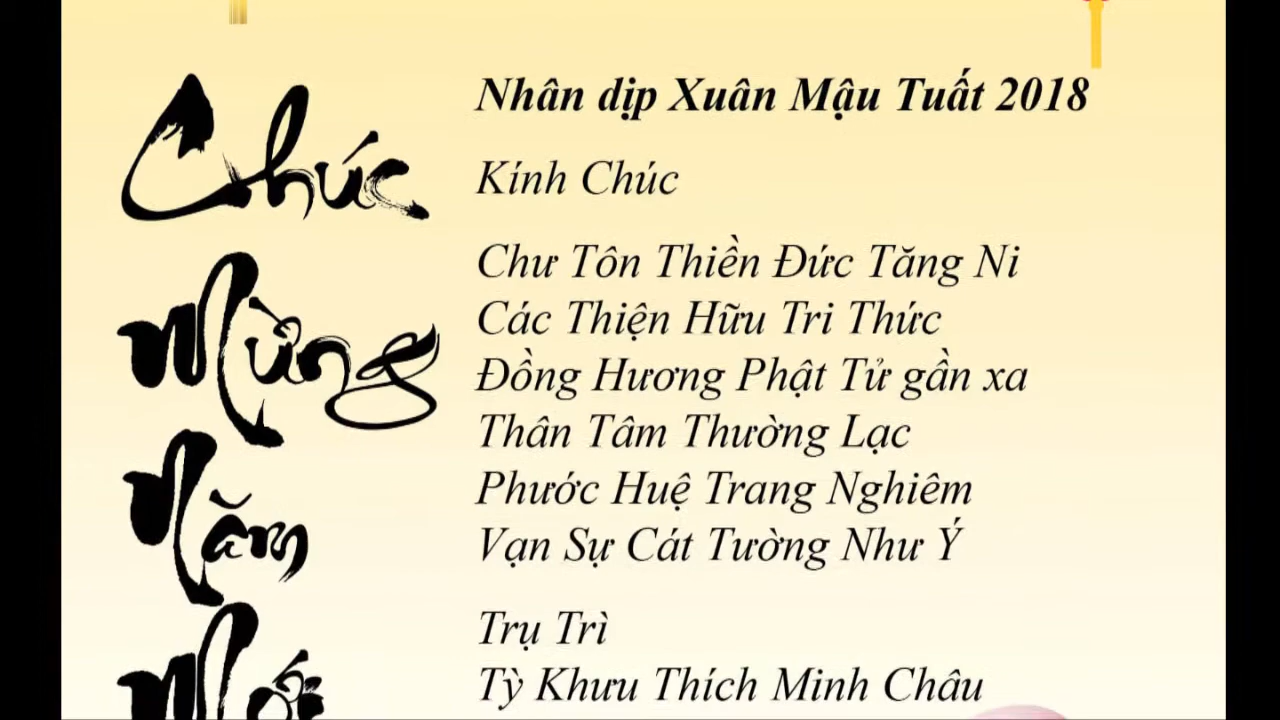 Chúc
Mừng
Năm
Mới
Nhân dịp Xuân Mậu Tuất 2018
Kính Chúc
Chư Tôn Thiền Đức Tăng Ni
Các Thiện Hữu Tri Thức
Đồng Hương Phật Tử gần xa
Thân Tâm Thường Lạc
Phước Huệ Trang Nghiêm
Vạn Sự Cát Tường Như Ý
Trụ Trì
Tỳ Khưu Thích Minh Châu